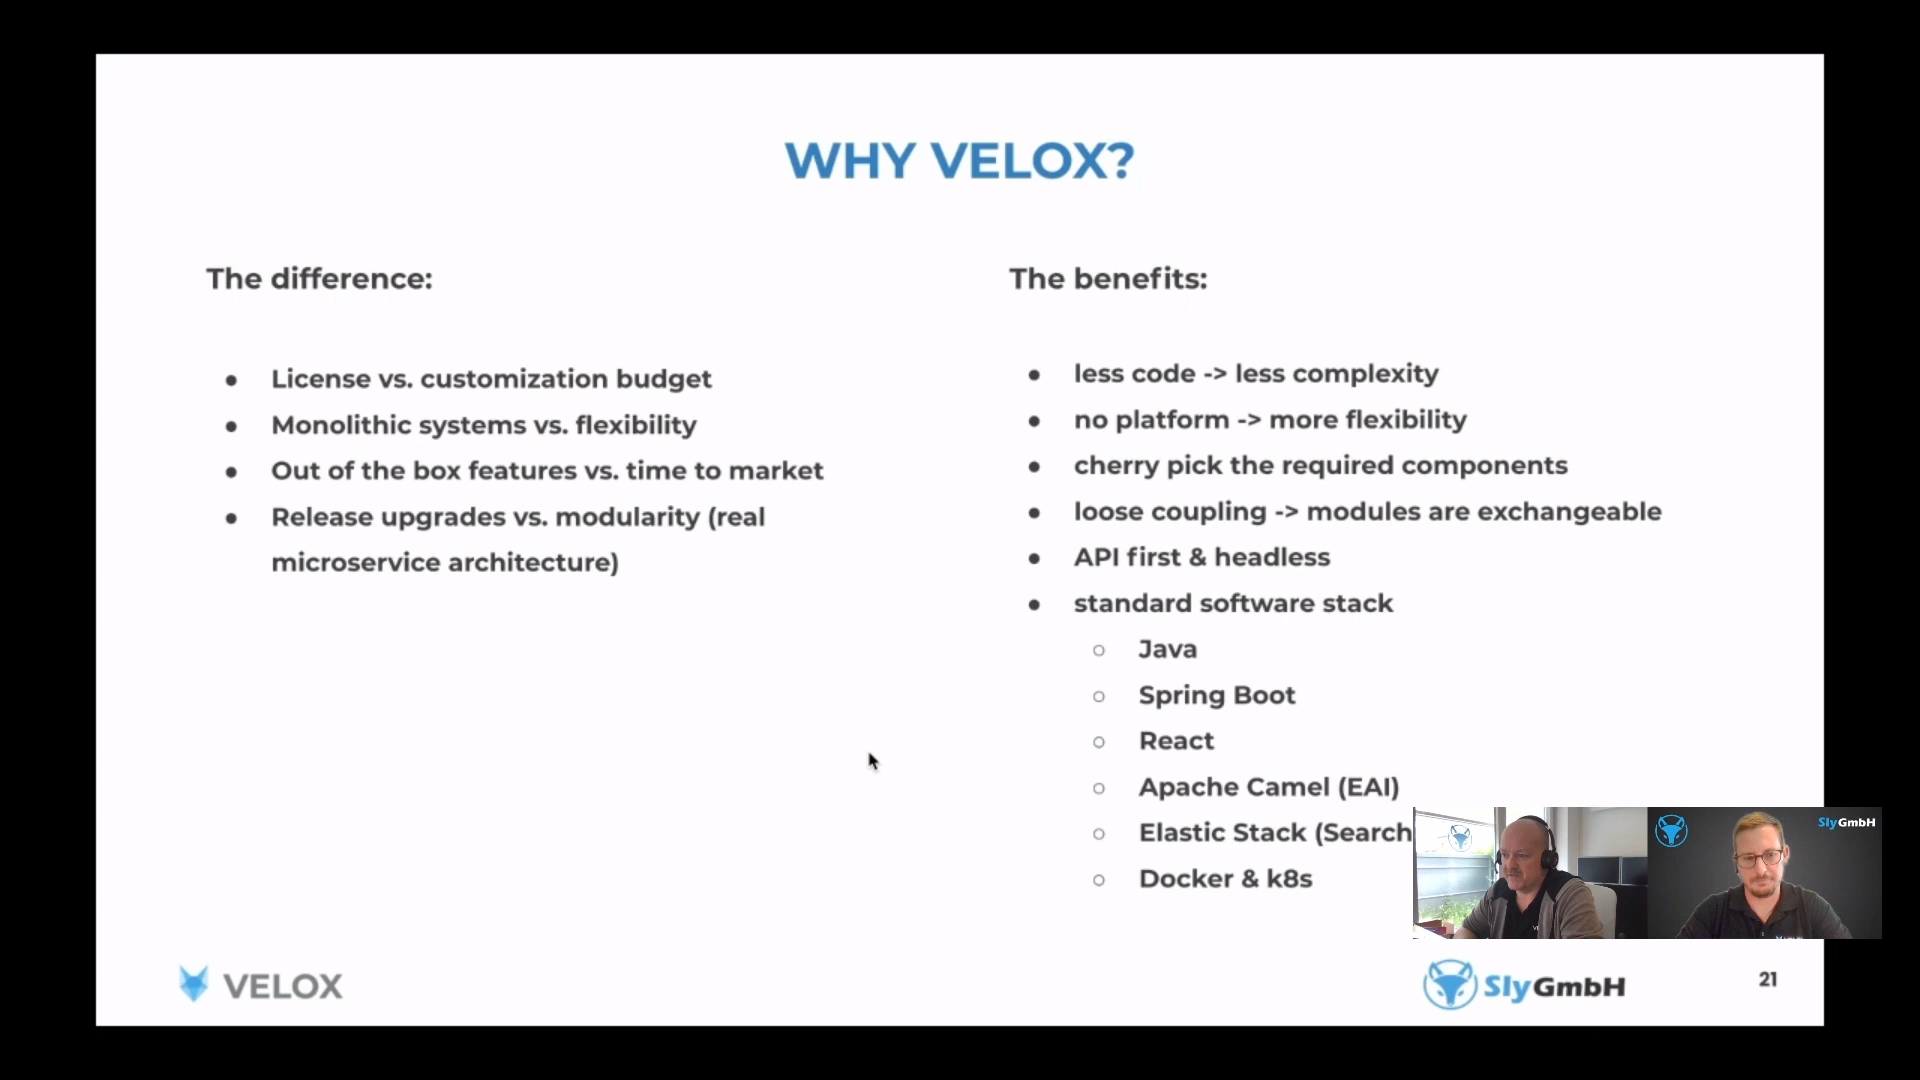 WHY VELOX?
The difference:
License vs. customization budget
Monolithic systems vs. flexibility
Out of the box features vs. time to market
Release upgrades vs. modularity (real
microservice architecture)
The benefits:
less code -> less complexity
no platform -> more flexibility
cherry pick the required components
loose coupling -> modules are exchangeable
API first & headless
standard software stack
Java
Spring Boot
React
Apache Camel (EAI)
Elastic Stack (Search
Docker & k8s
SlyGmbH
VELOX
SlyGmbH
21